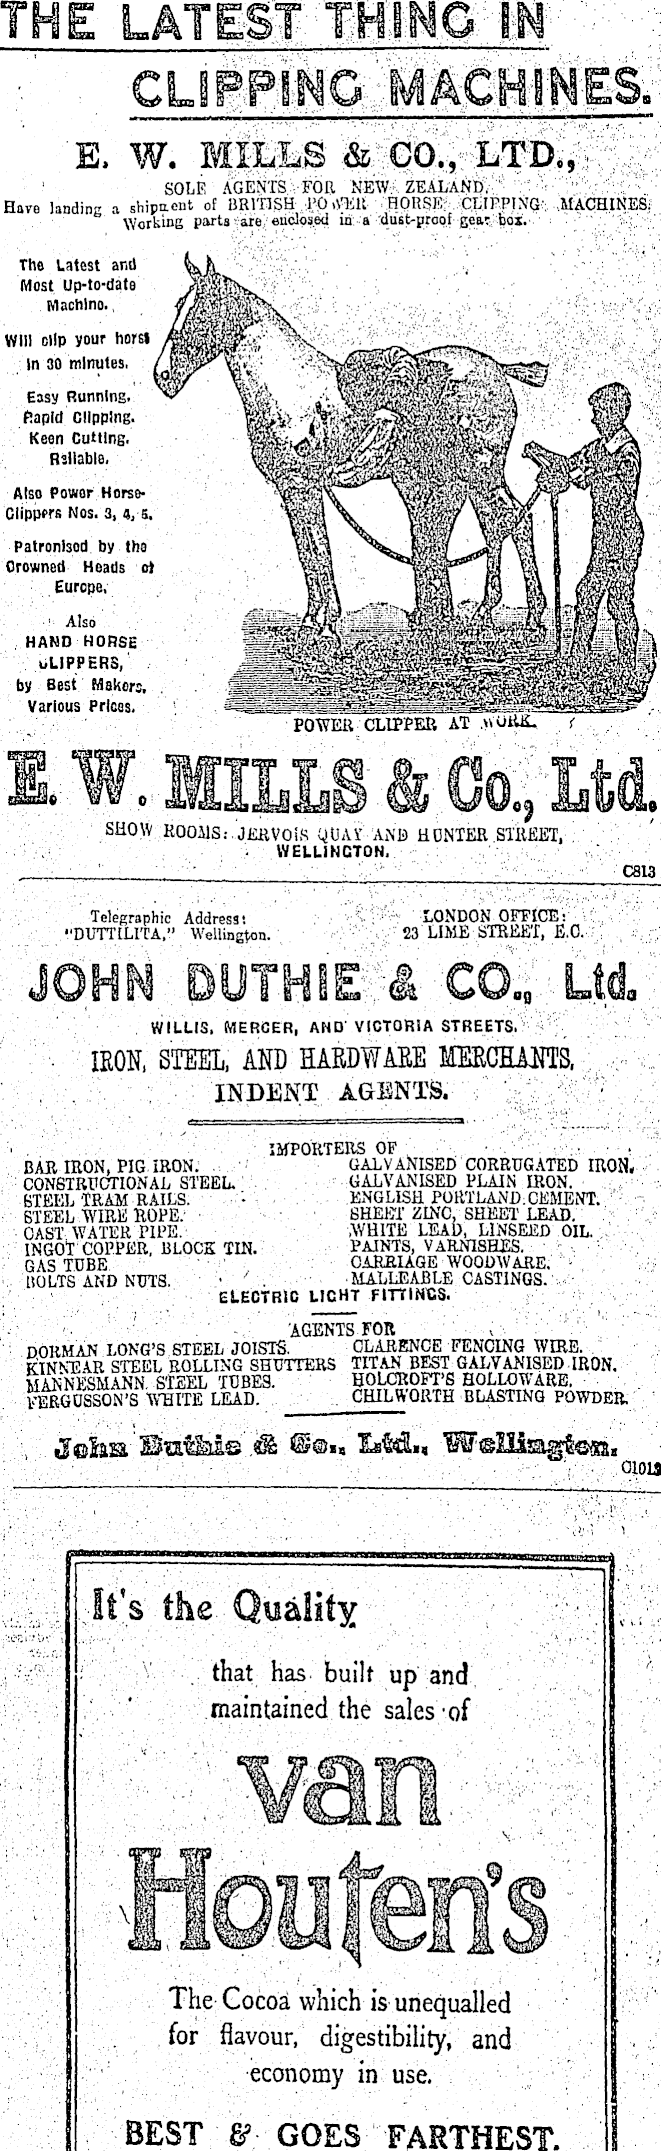 THE LATEST THING IN
CLIPPING MACHINES.
E. W. MILLS & CO., LTD.,
SOLE AGENTS FOR NEW ZEALAND.
Have landing a shipment of BRITISH POWER HORSE CLIPPING MACHINES.
Working parts are enclosed in a dust-proof gear box.
The Latest and
Most Up-to-date
Machine.
Will clip your horse
in 30 minutes.
Easy Running.
Rapid Clipping.
Keen Cutting.
Reliable.
Also Power Horse-
Clippers Nos. 3, 4, 5.
Patronised by the
Crowned Heads of
Europe.
Also
HAND HORSE
CLIPPERS,
by Best Makers,
Various Prices.
POWER CLIPPER AT WORK.
E. W. MILLS & Co., Ltd.
SHOW ROOMS: JERVOIS QUAY AND HUNTER STREET,
WELLINGTON.
C813
Telegraphic Address:
"DUTTILITA," Wellington.
LONDON OFFICE:
23 LIME STREET, E.C.
JOHN DUTHIE & CO., Ltd.
WILLIS, MERCER, AND VICTORIA STREETS.
IRON, STEEL, AND HARDWARE MERCHANTS,
INDENT AGENTS.
IMPORTERS OF
BAR IRON, PIG IRON.
CONSTRUCTIONAL STEEL.
STEEL TRAM RAILS.
STEEL WIRE ROPE.
CAST WATER PIPE.
INGOT COPPER, BLOCK TIN.
GAS TUBE
BOLTS AND NUTS.
GALVANISED CORRUGATED IRON.
GALVANISED PLAIN IRON.
ENGLISH PORTLAND CEMENT.
SHEET ZINC, SHEET LEAD.
WHITE LEAD, LINSEED OIL.
PAINTS, VARNISHES.
CARRIAGE WOODWARE.
MALLEABLE CASTINGS.
ELECTRIC LIGHT FITTINGS.
AGENTS FOR
DORMAN LONG'S STEEL JOISTS.
KINNEAR STEEL ROLLING SHUTTERS
MANNESMANN STEEL TUBES.
FERGUSSON'S WHITE LEAD.
CLARENCE FENCING WIRE.
TITAN BEST GALVANISED IRON.
HOLCROFT'S HOLLOWARE.
CHILWORTH BLASTING POWDER.
John Duthie & Co., Ltd., Wellington.
C1013
It's the Quality
that has built up and
maintained the sales of
van
Houten's
The Cocoa which is unequalled
for flavour, digestibility, and
economy in use.
BEST & GOES FARTHEST.